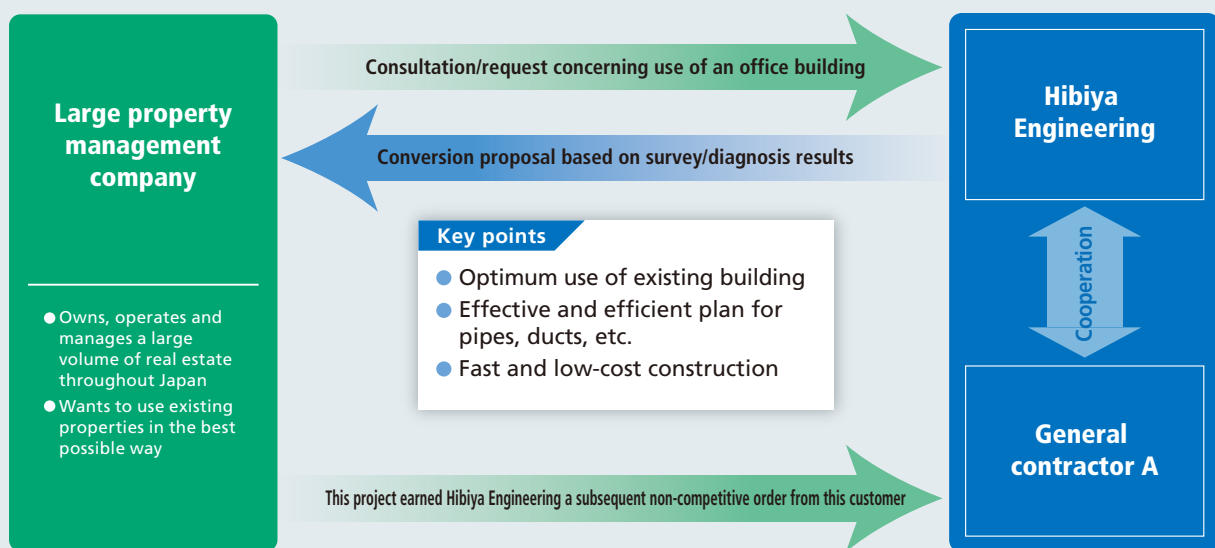 Large property
management
company
● Owns, operates and
manages a large
volume of real estate
throughout Japan
● Wants to use existing
properties in the best
possible way
Consultation/request concerning use of an office building
Conversion proposal based on survey/diagnosis results
Key points
● Optimum use of existing building
● Effective and efficient plan for
pipes, ducts, etc.
● Fast and low-cost construction
This project earned Hibiya Engineering a subsequent non-competitive order from this customer
Hibiya
Engineering
Cooperation
General
contractor A